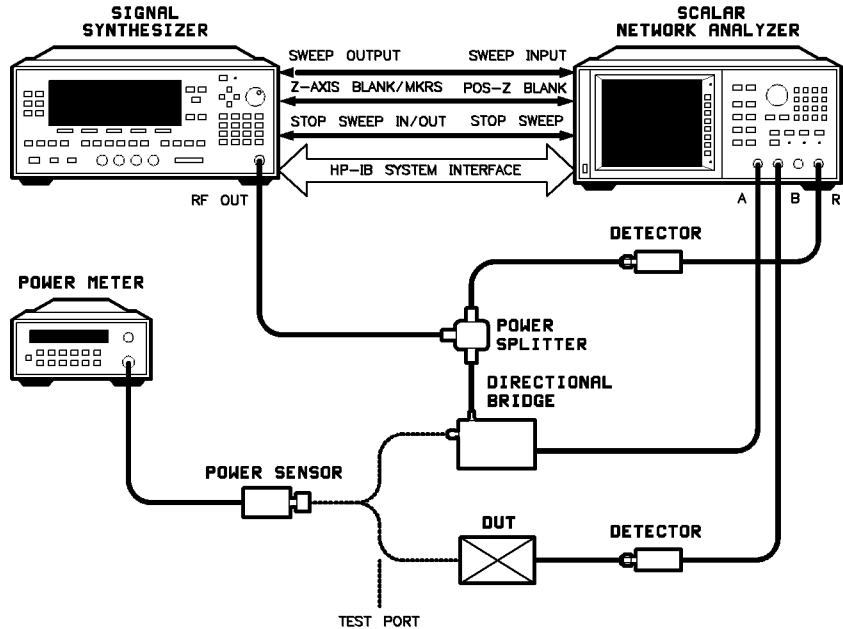 SIGNAL
SYNTHESIZER
SCALAR
NETWORK ANALYZER
SWEEP OUTPUT
SWEEP INPUT
Z-AXIS BLANK/MKRS
POS-Z BLANK
STOP SWEEP IN/OUT
STOP SWEEP
HP-IB SYSTEM INTERFACE
RF OUT
A
B
R
DETECTOR
POWER METER
POWER
SPLITTER
DIRECTIONAL
BRIDGE
POWER SENSOR
DUT
DETECTOR
TEST PORT